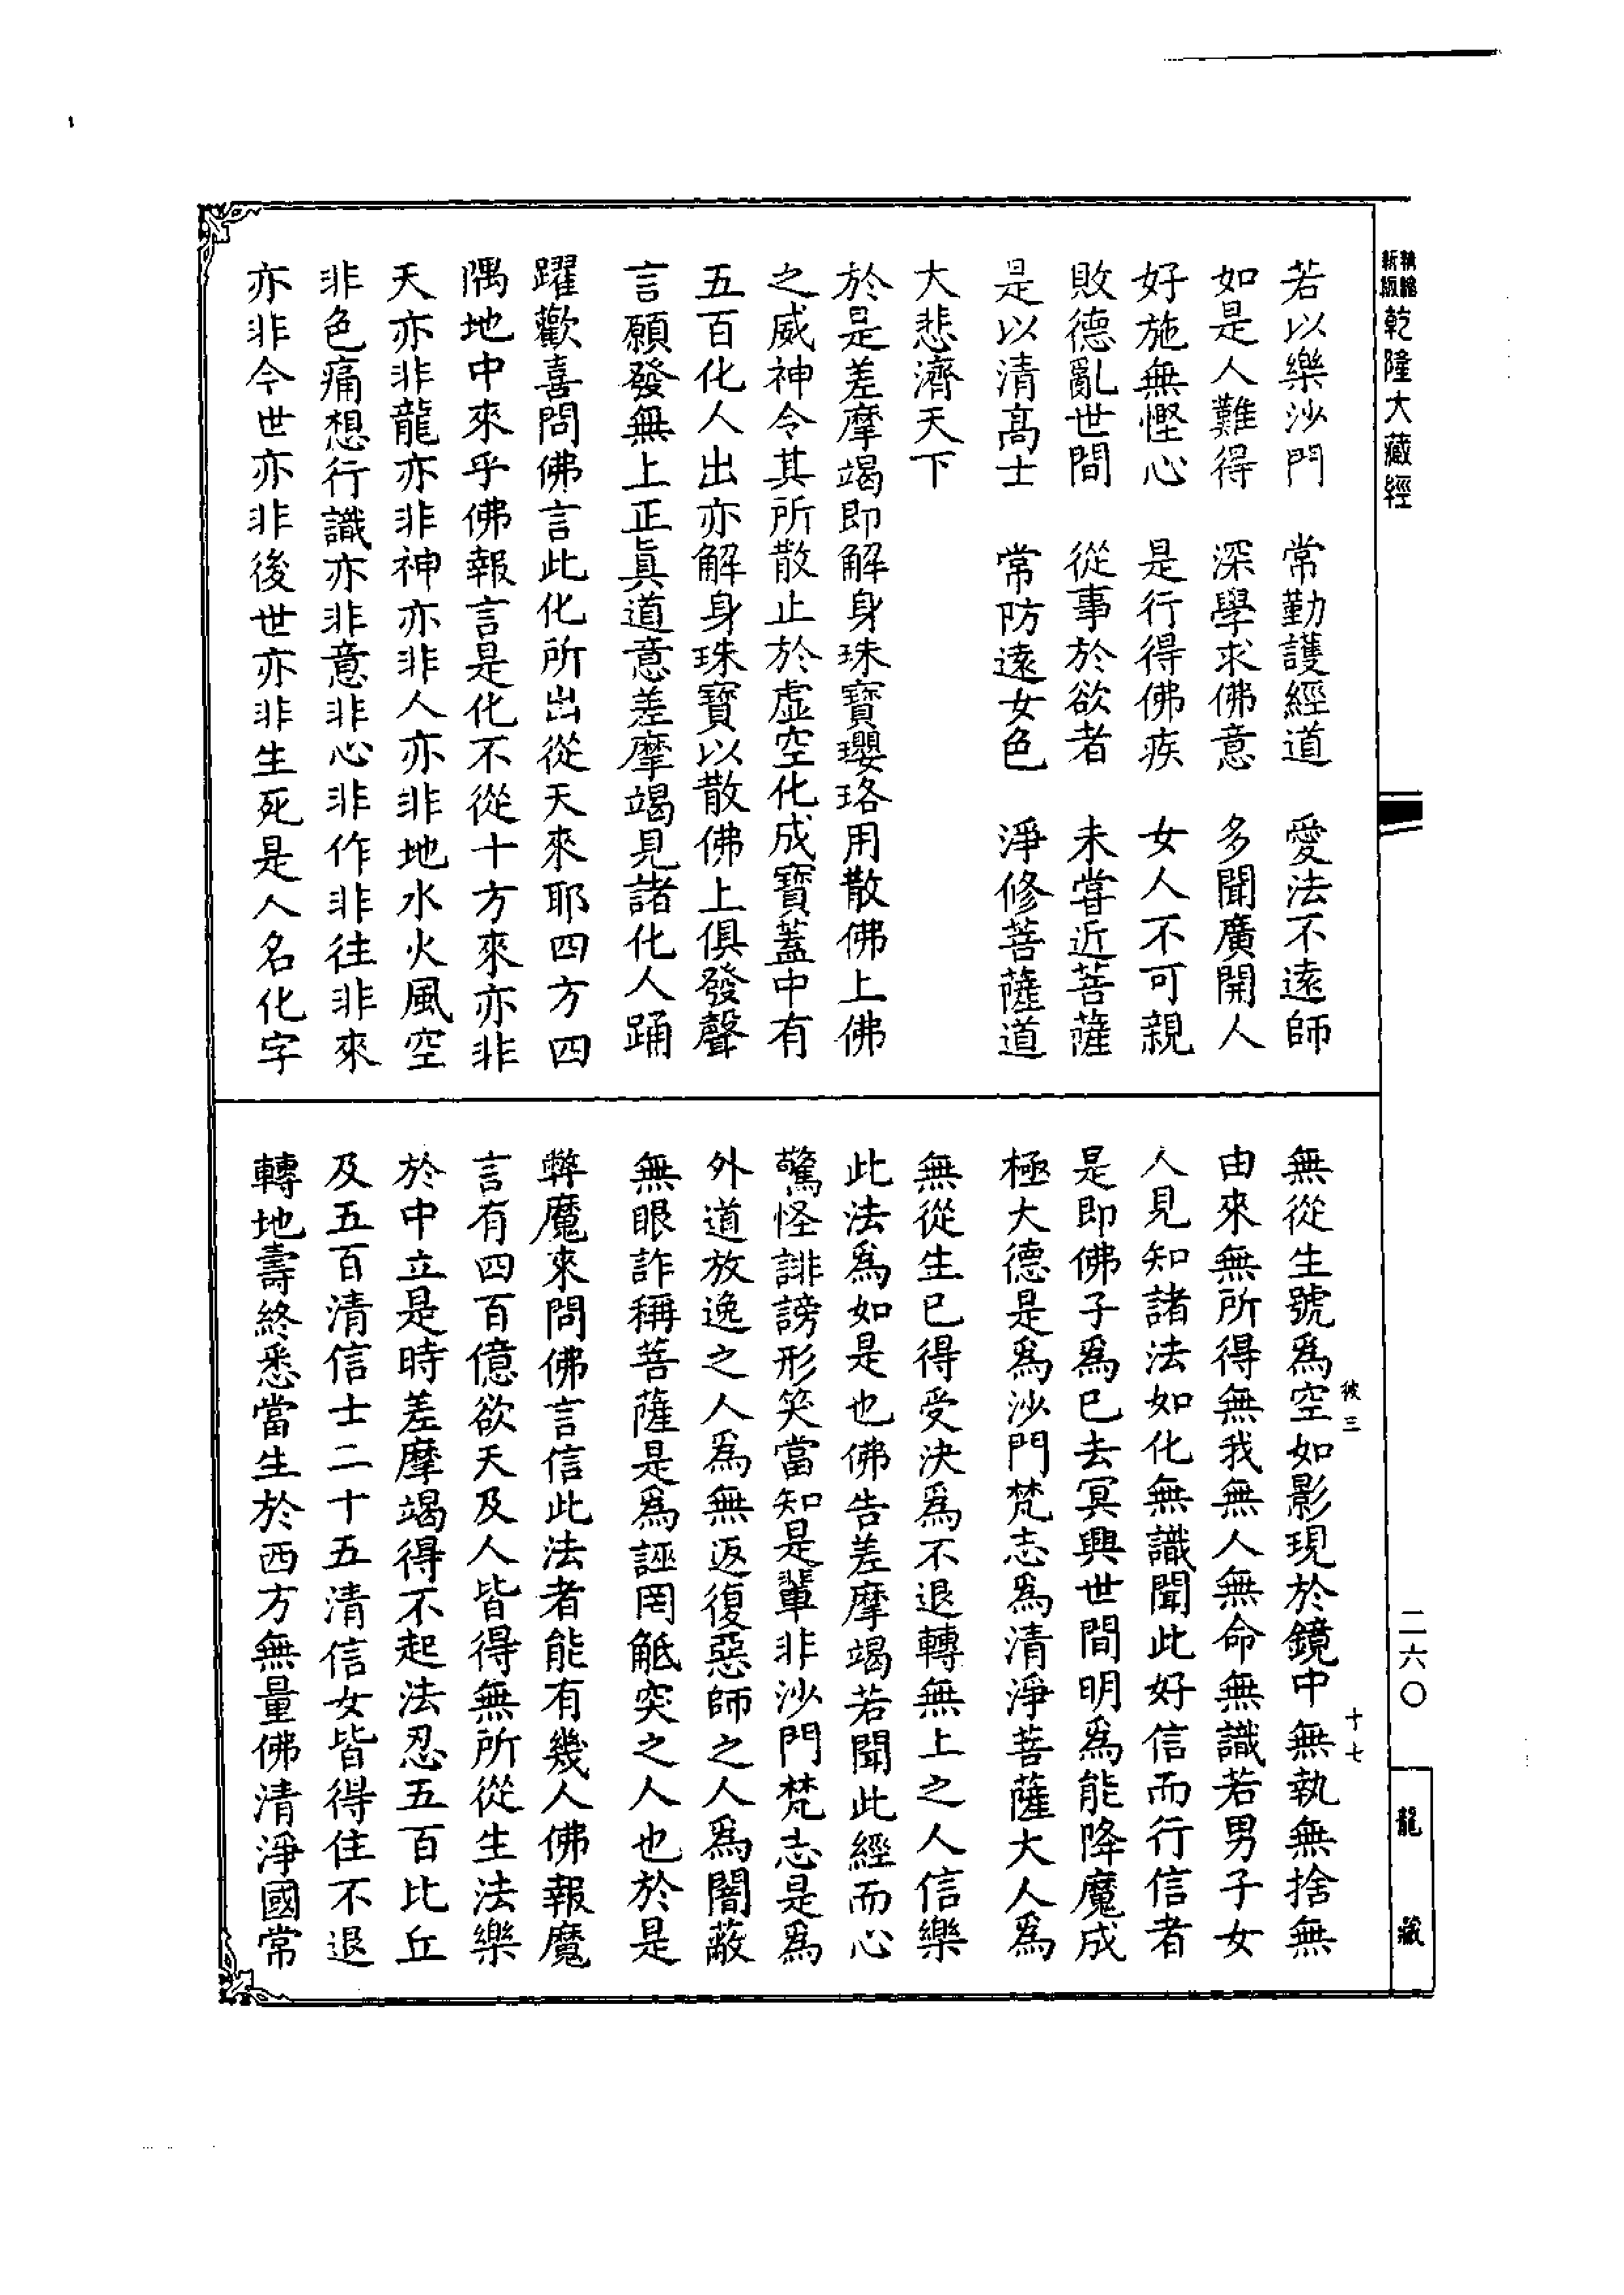 新版精縮乾隆大藏經
若以樂沙門　常勤護經道　愛法不遠師
如是人難得　深學求佛意　多聞廣開人
好施無慳心　是行得佛疾　女人不可親
敗德亂世間　從事於欲者　未甞近菩薩
是以清高士　常防遠女色　淨修菩薩道
大悲濟天下
於是差摩竭即解身珠寶瓔珞用散佛上佛
之威神令其所散止於虛空化成寶蓋中有
五百化人出亦解身珠寶以散佛上俱發聲
言願發無上正眞道意差摩竭見諸化人踊
躍歡喜問佛言此化所出從天來耶四方四
隅地中來乎佛報言是化不從十方來亦非
天亦非龍亦非神亦非人亦非地水火風空
非色痛想行識亦非意非心非作非往非來
亦非今世亦非後世亦非生死是人名化字
無從生號爲空如影現於鏡中無執無捨無
由來無所得無我無人無命無識若男子女
人見知諸法如化無識聞此好信而行信者
是即佛子爲已去冥興世間明爲能降魔成
極大德是爲沙門梵志爲清淨菩薩大人爲
無從生已得受決爲不退轉無上之人信樂
此法爲如是也佛告差摩竭若聞此經而心
驚怪誹謗形笑當知是輩非沙門梵志是爲
外道放逸之人爲無返復惡師之人爲闇蔽
無眼詐稱菩薩是爲誣罔觝突之人也於是
弊魔來問佛言信此法者能有幾人佛報魔
言有四百億欲天及人皆得無所從生法樂
於中立是時差摩竭得不起法忍五百比丘
及五百清信士二十五清信女皆得住不退
轉地壽終悉當生於西方無量佛清淨國常
彼三
十七
二六〇
龍藏